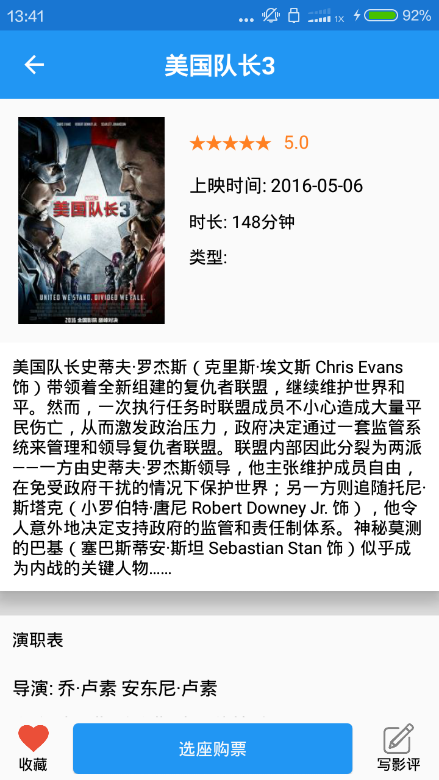 13:41
1X
92%
美国队长3
美国队长3
UNITED WE STAND. DIVIDED WE FALL.
5.0
上映时间: 2016-05-06
时长: 148分钟
类型:
美国队长史蒂夫·罗杰斯（克里斯·埃文斯 Chris Evans
饰）带领着全新组建的复仇者联盟，继续维护世界和
平。然而，一次执行任务时联盟成员不小心造成大量平
民伤亡，从而激发政治压力，政府决定通过一套监管系
统来管理和领导复仇者联盟。联盟内部因此分裂为两派
——一方由史蒂夫·罗杰斯领导，他主张维护成员自由，
在免受政府干扰的情况下保护世界；另一方则追随托尼·
斯塔克（小罗伯特·唐尼 Robert Downey Jr. 饰），他令
人意外地决定支持政府的监管和责任制体系。神秘莫测
的巴基（塞巴斯蒂安·斯坦 Sebastian Stan 饰）似乎成
为内战的关键人物……
演职表
导演: 乔·卢素 安东尼·卢素
收藏
选座购票
写影评